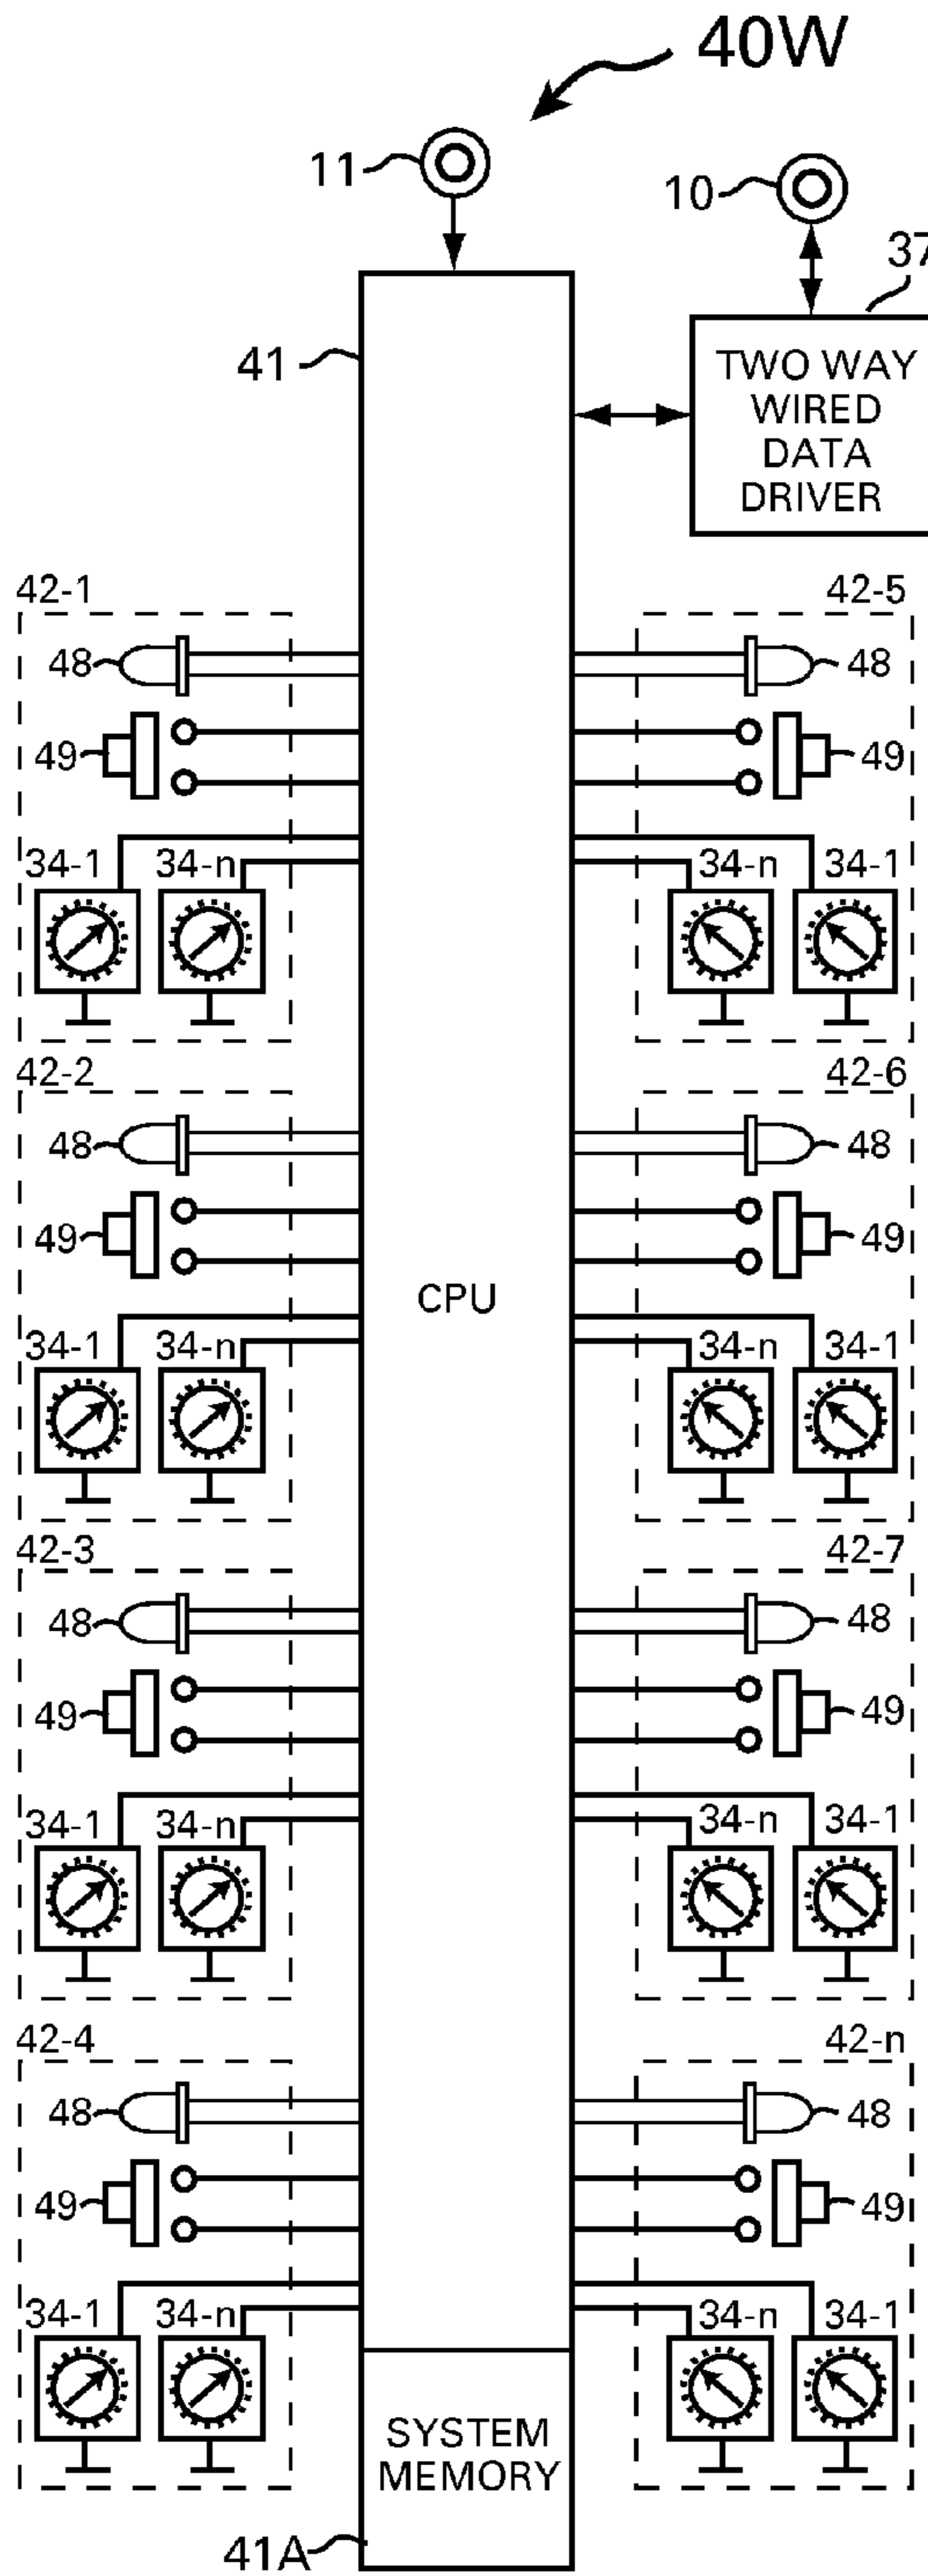 40W
11
10
37
41
TWO WAY
WIRED
DATA
DRIVER
42-1
42-5
48
48
49
49
34-1
34-n
34-n
34-1
42-2
42-6
48
48
49
49
CPU
34-1
34-n
34-n
34-1
42-3
42-7
48
48
49
49
34-1
34-n
34-n
34-1
42-4
42-n
48
48
49
49
34-1
34-n
34-n
34-1
SYSTEM
MEMORY
41A